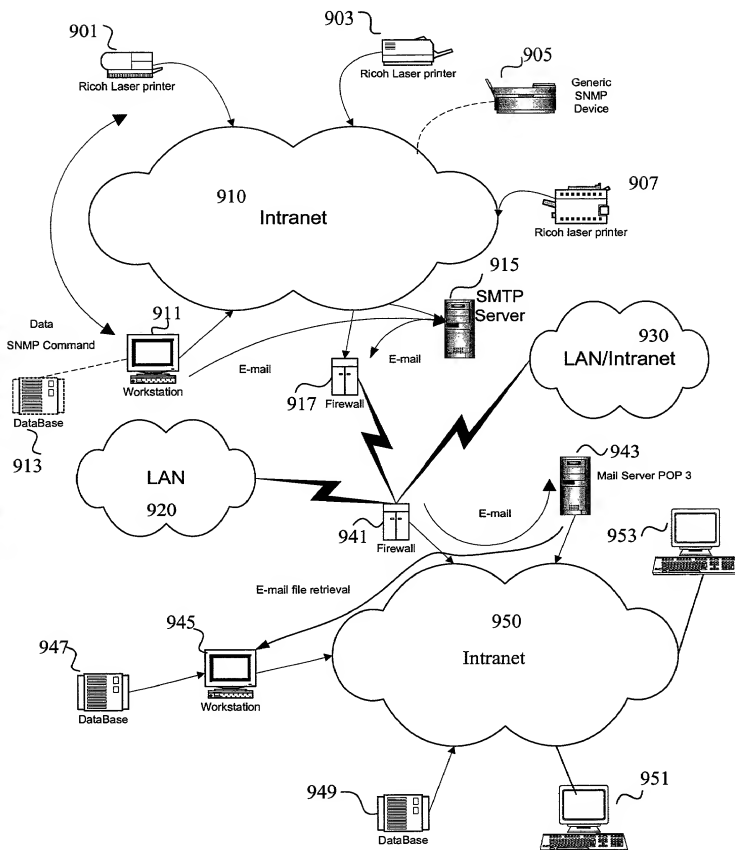 901
Ricoh Laser printer
903
Ricoh Laser printer
905
Generic
SNMP
Device
910
Intranet
907
Ricoh laser printer
915
SMTP
Server
911
Data
SNMP Command
Workstation
E-mail
E-mail
DataBase
913
917
Firewall
930
LAN/Intranet
LAN
920
943
Mail Server POP 3
941
Firewall
E-mail
953
E-mail file retrieval
945
947
950
Intranet
Workstation
DataBase
949
DataBase
951